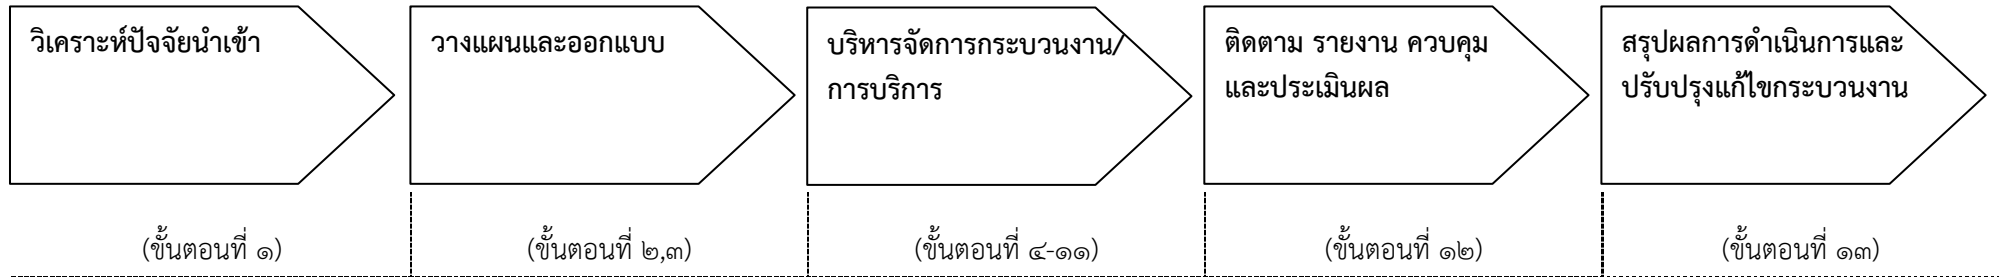 วิเคราะห์ปัจจัยนำเข้า
วางแผนและออกแบบ
บริหารจัดการกระบวนงาน/
การบริการ
ติดตาม รายงาน ควบคุม
และประเมินผล
สรุปผลการดำเนินการและ
ปรับปรุงแก้ไขกระบวนงาน
(ขั้นตอนที่ ๑)
(ขั้นตอนที่ ๒,๓)
(ขั้นตอนที่ ๔-๑๑)
(ขั้นตอนที่ ๑๒)
(ขั้นตอนที่ ๑๓)